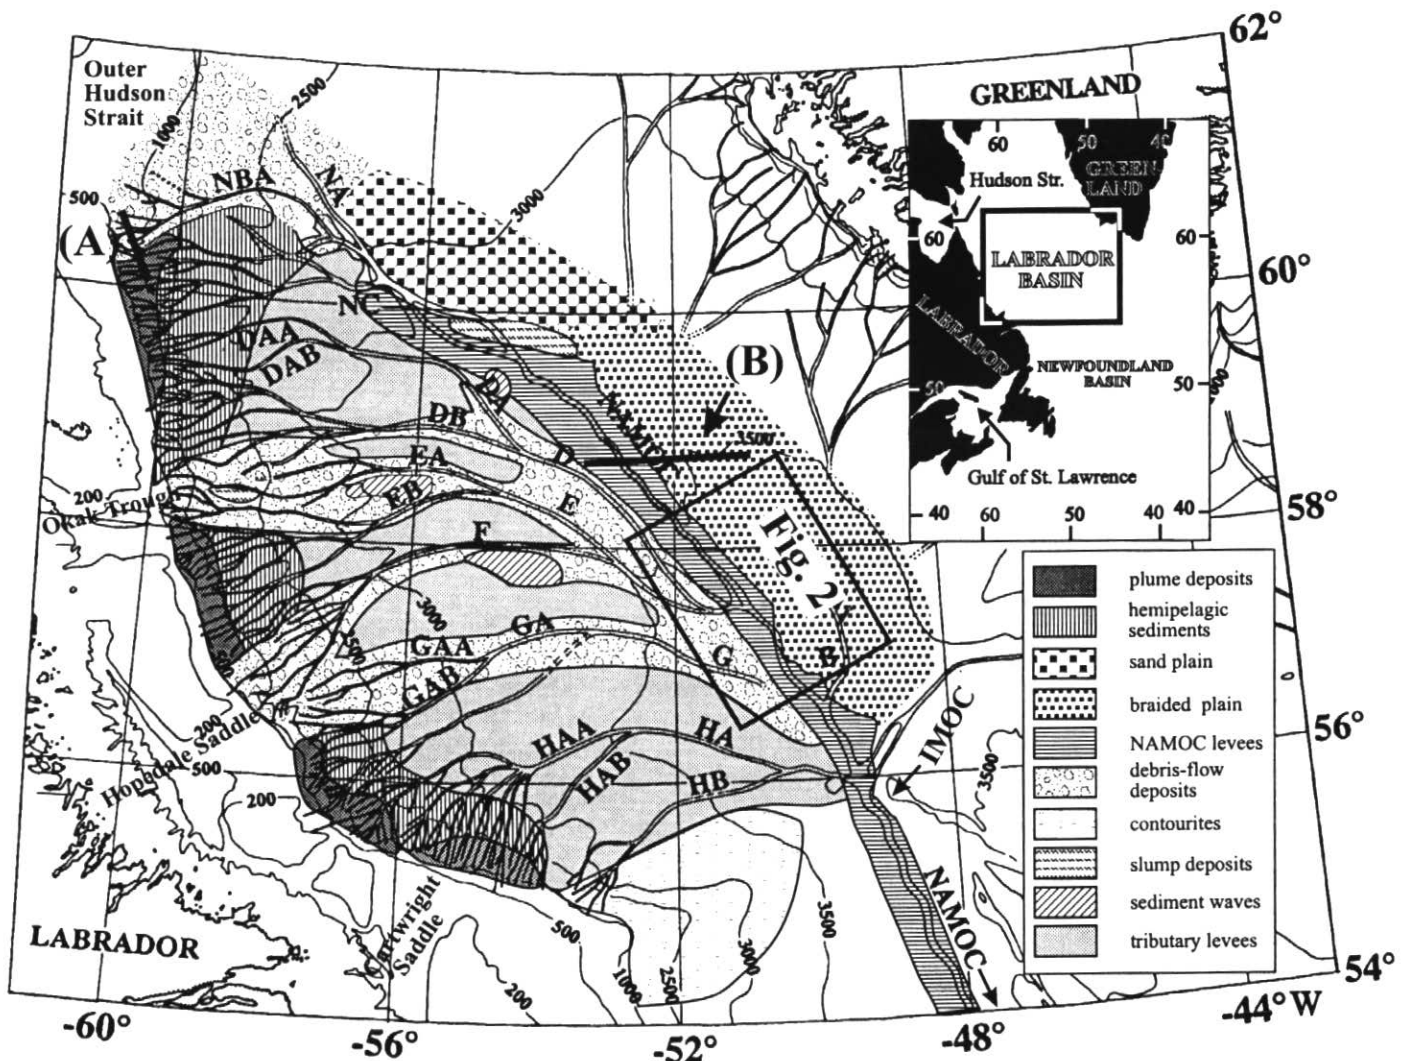 62°
Outer
Hudson
Strait
2500
1000
GREENLAND
60
50
40
GREEN-
LAND
Hudson Str.
NBA
NA
500
3000
(A)
60
60
60°
LABRADOR
BASIN
LABRADOR
NEWFOUNDLAND
BASIN
50
50
Gulf of St. Lawrence
40
60
50
40
40
NC
DAB
(B)
DB
D
NAMOC
3500
EA
EB
E
F
200
Okak Trough
58°
Fig. 2
3000
GA
GAA
GAB
G
B
plume deposits
hemipelagic
sediments
sand plain
braided plain
NAMOC levees
debris-flow
deposits
contourites
slump deposits
sediment waves
tributary levees
200
Hopedale Saddle
500
200
HAA
HA
HAB
HB
IMOC
3500
56°
LABRADOR
Cartwright
Saddle
500
200
1000
2500
3000
3500
NAMOC
54°
-60°
-56°
-52°
-48°
-44°W